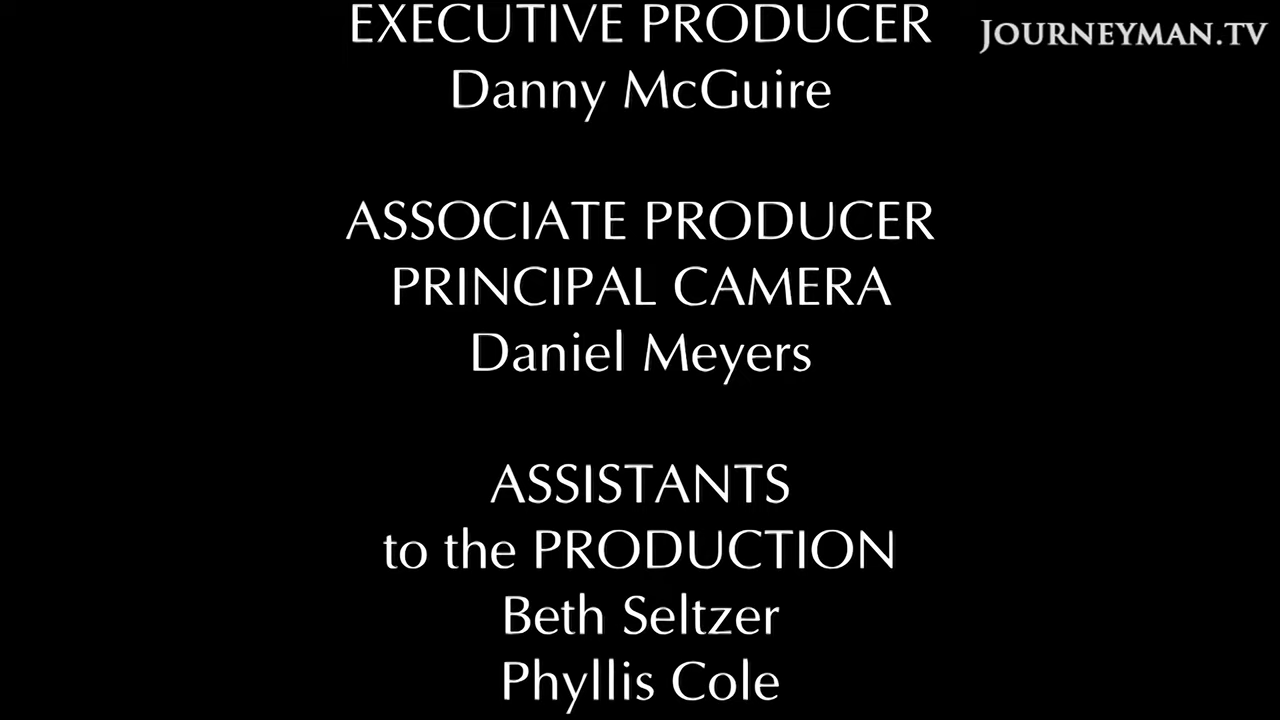 EXECUTIVE PRODUCER
JOURNEYMAN.TV
Danny McGuire
ASSOCIATE PRODUCER
PRINCIPAL CAMERA
Daniel Meyers
ASSISTANTS
to the PRODUCTION
Beth Seltzer
Phyllis Cole